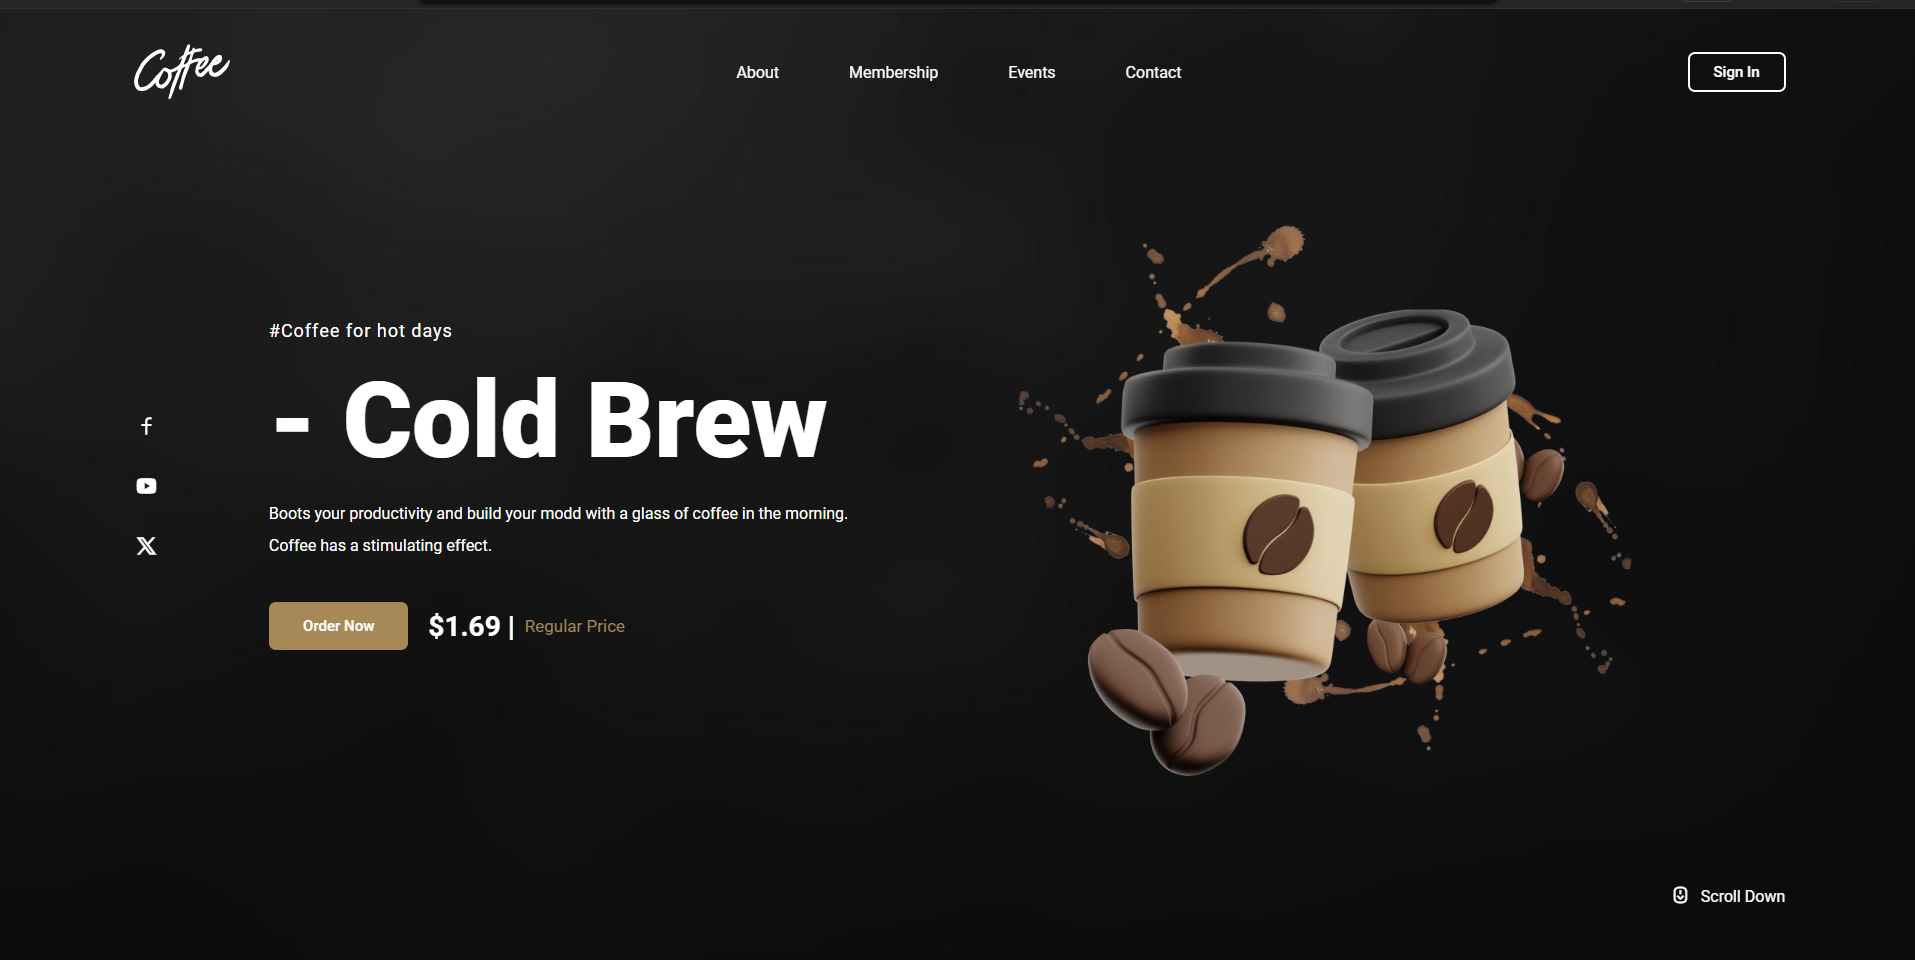 Coffee
About
Membership
Events
Contact
Sign In
#Coffee for hot days
- Cold Brew
Boots your productivity and build your modd with a glass of coffee in the morning.
Coffee has a stimulating effect.
Order Now
$1.69 | Regular Price
Scroll Down